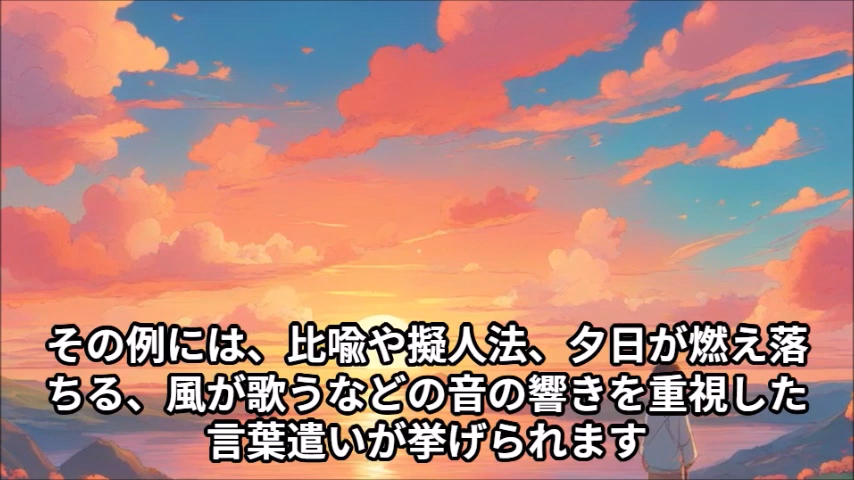 その例には、比喩や擬人法、夕日が燃え落
ちる、風が歌うなどの音の響きを重視した
言葉遣いが挙げられます